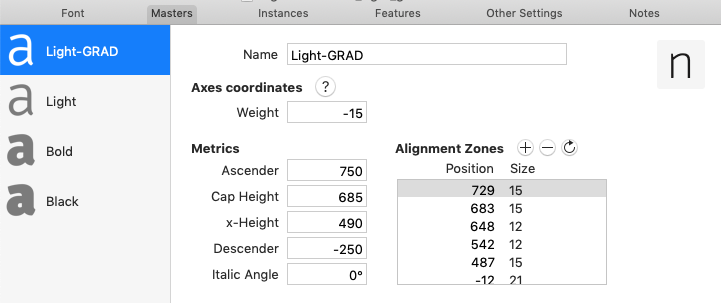 Font Masters Instances Features Other Settings Notes
a Light-GRAD
a Light
a Bold
a Black
Name Light-GRAD
n
Axes coordinates ?
Weight -15
Metrics
Ascender 750
Cap Height 685
x-Height 490
Descender -250
Italic Angle 0°
Alignment Zones
Position Size
729 15
683 15
648 12
542 12
487 15
-12 21